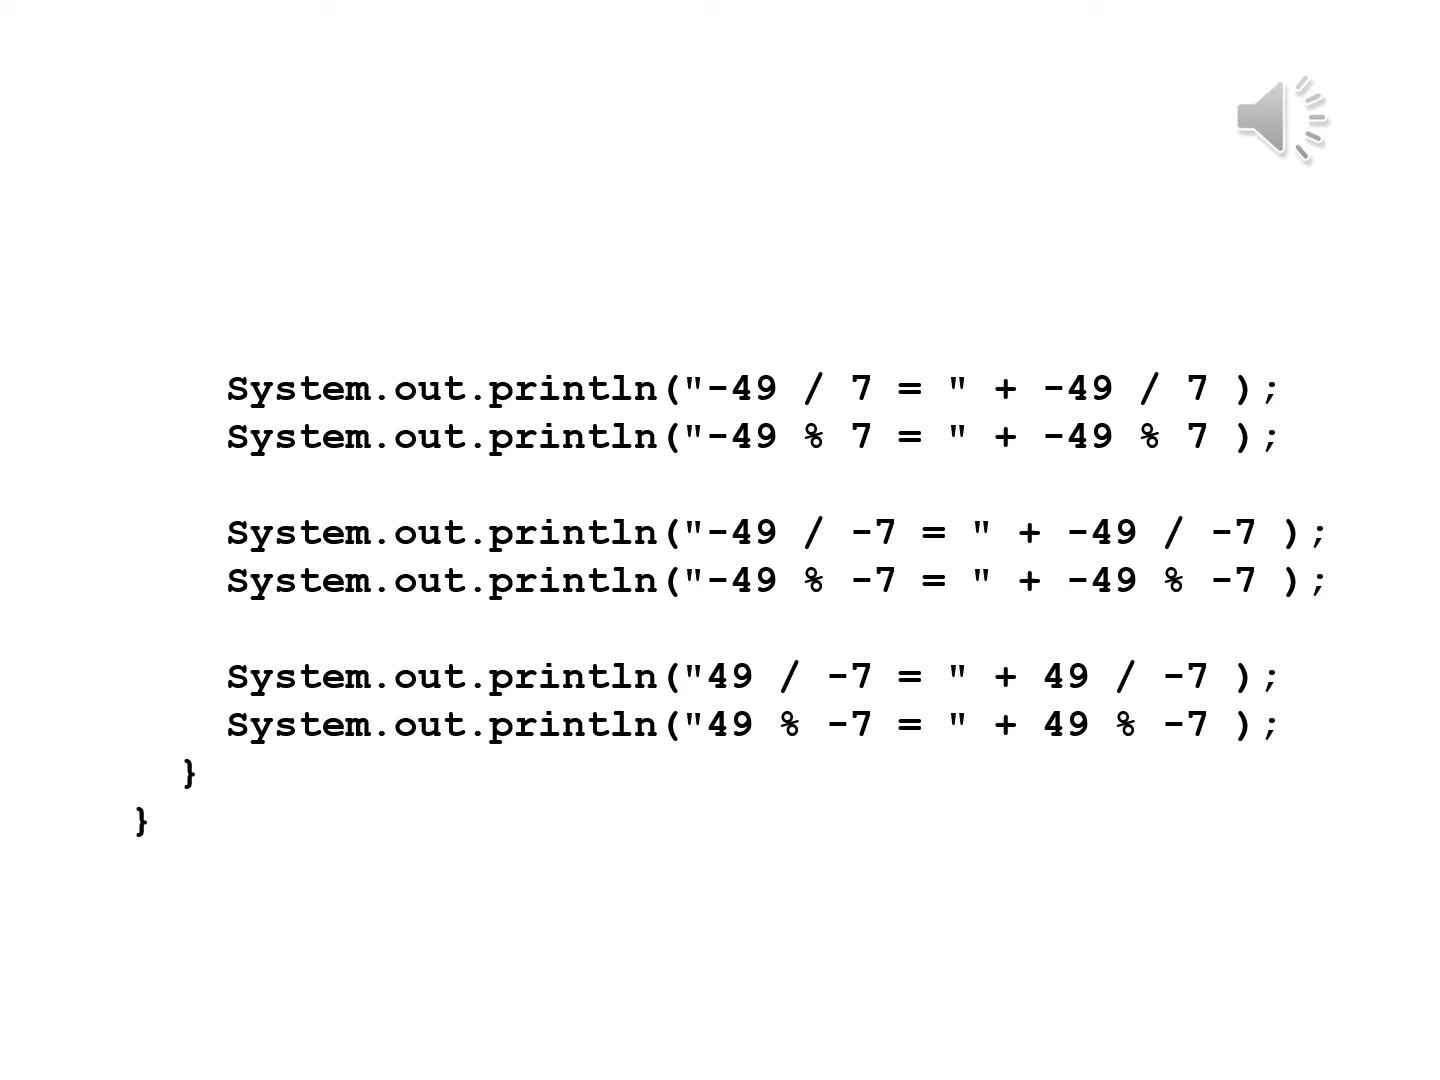 System.out.println("-49 / 7 = " + -49 / 7 );
System.out.println("-49 % 7 = " + -49 % 7 );
System.out.println("-49 / -7 = " + -49 / -7 );
System.out.println("-49 % -7 = " + -49 % -7 );
System.out.println("49 / -7 = " + 49 / -7 );
System.out.println("49 % -7 = " + 49 % -7 );
}
}